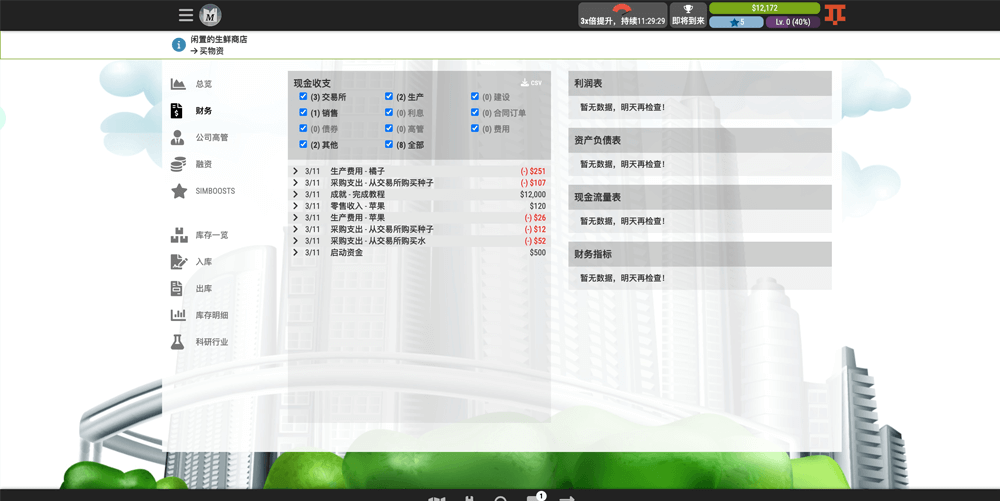 M
3x倍提升，持续11:29:29
即将到来
$12,172
5
Lv. 0 (40%)
闲置的生鲜商店
→ 买物资
总览
财务
公司高管
融资
SIMBOOSTS
库存一览
入库
出库
库存明细
科研行业
现金收支
CSV
(3) 交易所
(2) 生产
(0) 建设
(1) 销售
(0) 利息
(0) 合同订单
(0) 债券
(0) 高管
(0) 费用
(2) 其他
(8) 全部
3/11 生产费用 - 橘子 (-) $251
3/11 采购支出 - 从交易所购买种子 (-) $107
3/11 成就 - 完成教程 $12,000
3/11 零售收入 - 苹果 $120
3/11 生产费用 - 苹果 (-) $26
3/11 采购支出 - 从交易所购买种子 (-) $12
3/11 采购支出 - 从交易所购买水 (-) $52
3/11 启动资金 $500
利润表
暂无数据，明天再检查！
资产负债表
暂无数据，明天再检查！
现金流量表
暂无数据，明天再检查！
财务指标
暂无数据，明天再检查！
1